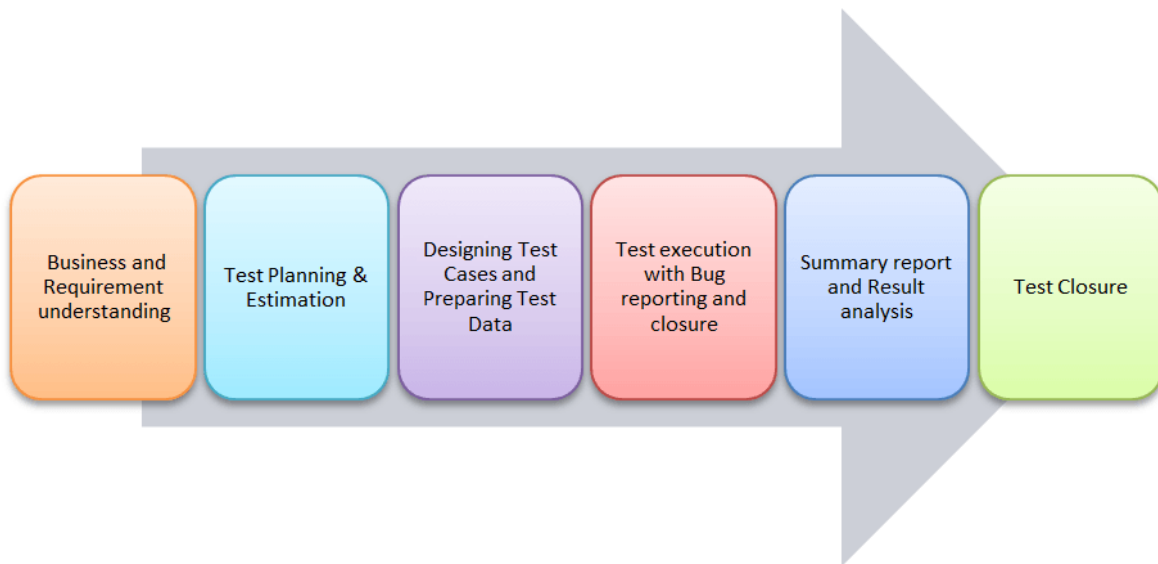 Business and
Requirement
understanding
Test Planning &
Estimation
Designing Test
Cases and
Preparing Test
Data
Test execution
with Bug
reporting and
closure
Summary report
and Result
analysis
Test Closure